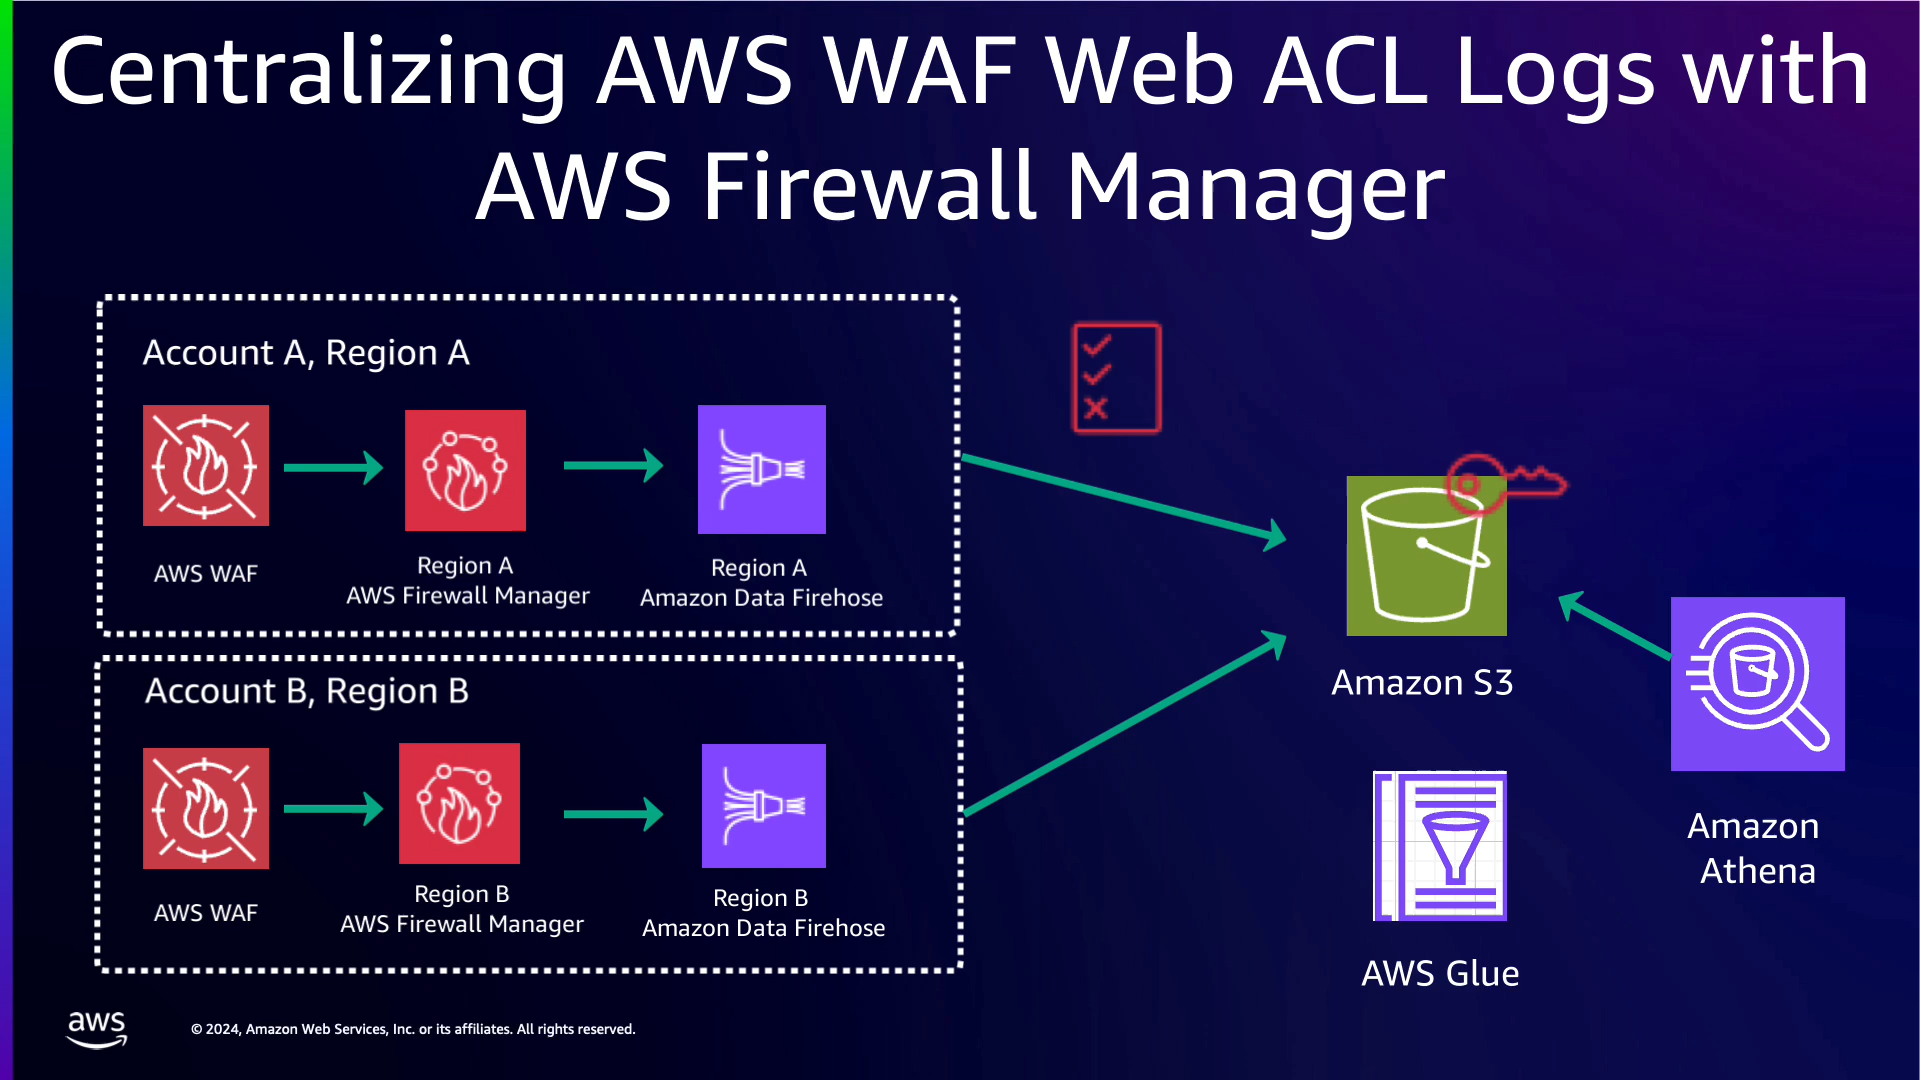 Centralizing AWS WAF Web ACL Logs with
AWS Firewall Manager
Account A, Region A
AWS WAF
Region A
AWS Firewall Manager
Region A
Amazon Data Firehose
Account B, Region B
AWS WAF
Region B
AWS Firewall Manager
Region B
Amazon Data Firehose
Amazon S3
AWS Glue
Amazon
Athena
aws
© 2024, Amazon Web Services, Inc. or its affiliates. All rights reserved.